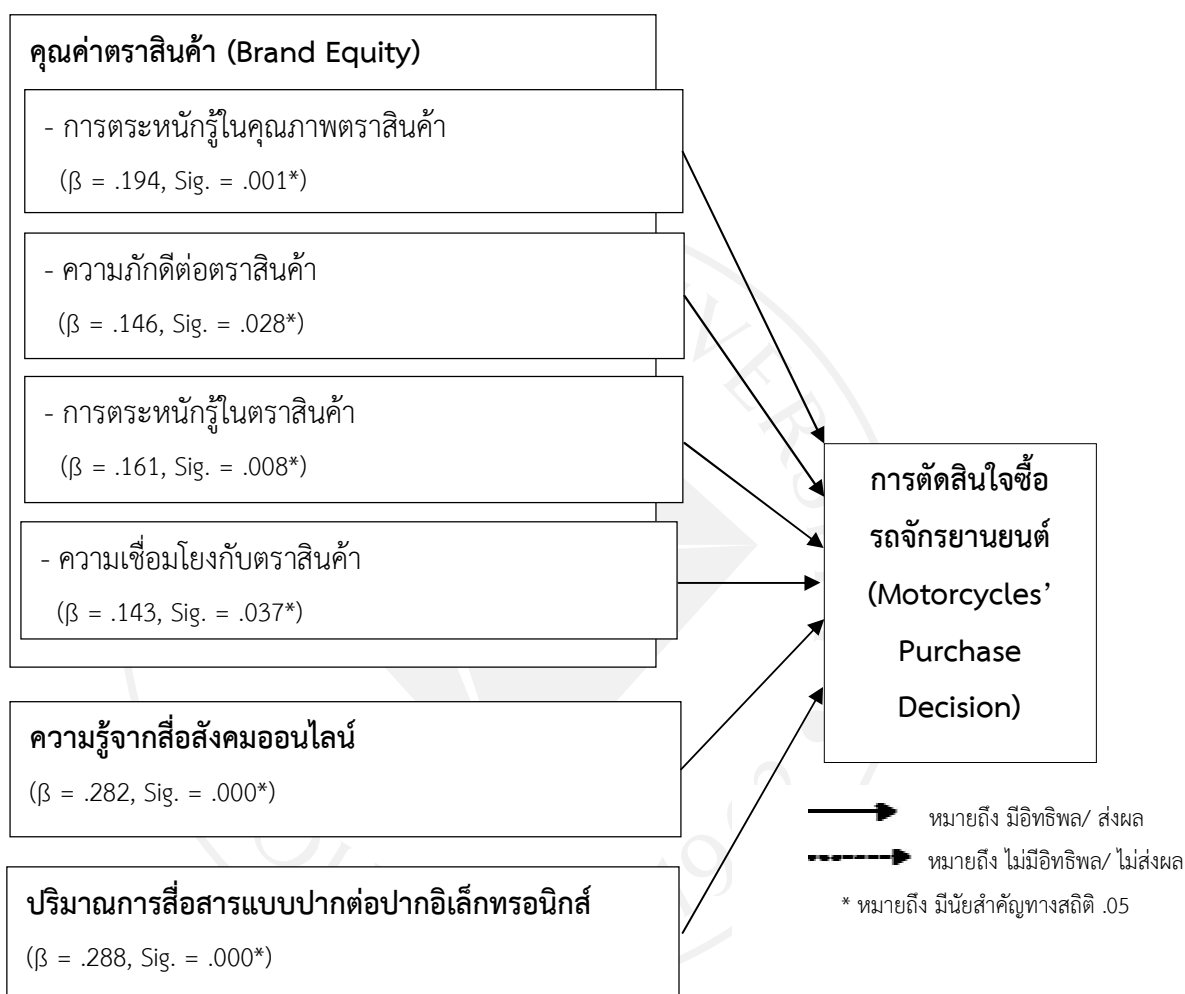 คุณค่าตราสินค้า (Brand Equity)
- การตระหนักรู้ในคุณภาพตราสินค้า
(β = .194, Sig. = .001*)
- ความภักดีต่อตราสินค้า
(β = .146, Sig. = .028*)
- การตระหนักรู้ในตราสินค้า
(β = .161, Sig. = .008*)
- ความเชื่อมโยงกับตราสินค้า
(β = .143, Sig. = .037*)
ความรู้จากสื่อสังคมออนไลน์
(β = .282, Sig. = .000*)
ปริมาณการสื่อสารแบบปากต่อปากอิเล็กทรอนิกส์
(β = .288, Sig. = .000*)
การตัดสินใจซื้อ
รถจักรยานยนต์
(Motorcycles’
Purchase
Decision)
หมายถึง มีอิทธิพล/ ส่งผล
หมายถึง ไม่มีอิทธิพล/ ไม่ส่งผล
* หมายถึง มีนัยสำคัญทางสถิติ .05